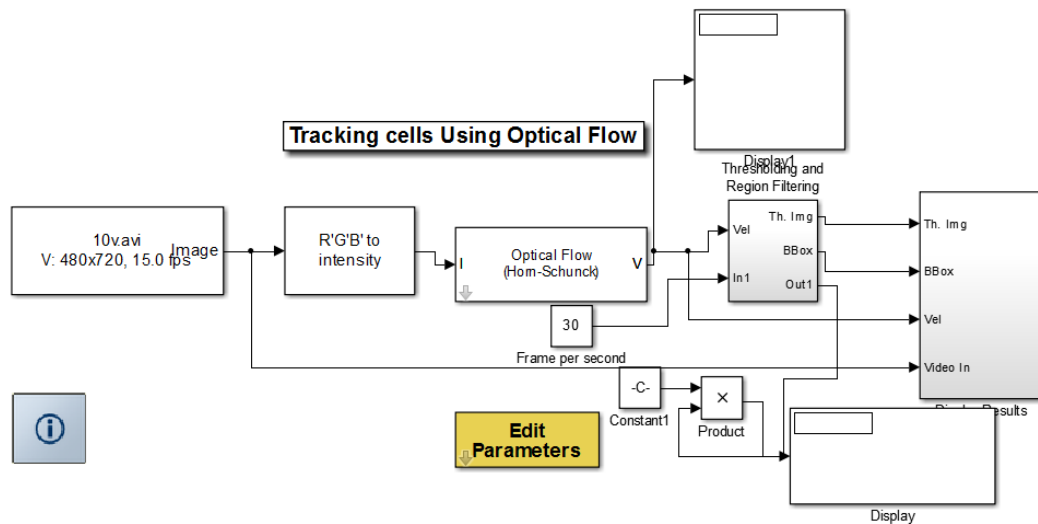 Tracking cells Using Optical Flow
Display1
Thresholding and
Region Filtering
10v.avi
V: 480x720, 15.0 fps
Image
R'G'B' to
intensity
I
Optical Flow
(Horn-Schunck)
V
Vel
In1
Th. Img
BBox
Out1
Th. Img
BBox
Vel
Video In
30
Frame per second
-C-
Constant1
×
Product
Display Results
Edit
Parameters
Display